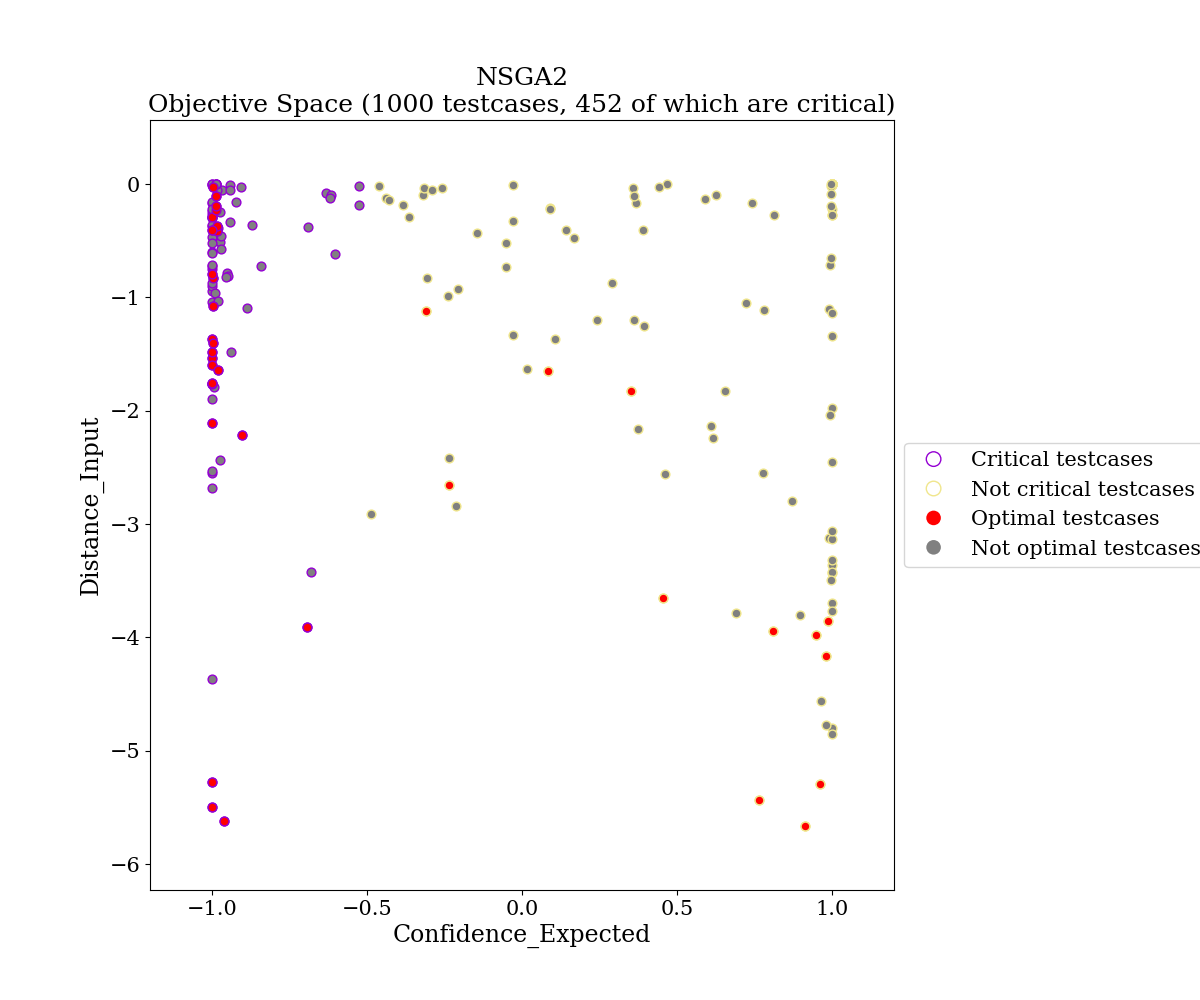 NSGA2
Objective Space (1000 testcases, 452 of which are critical)
0
−1
−2
−3
−4
−5
−6
Distance_Input
−1.0
−0.5
0.0
0.5
1.0
Confidence_Expected
Critical testcases
Not critical testcases
Optimal testcases
Not optimal testcases